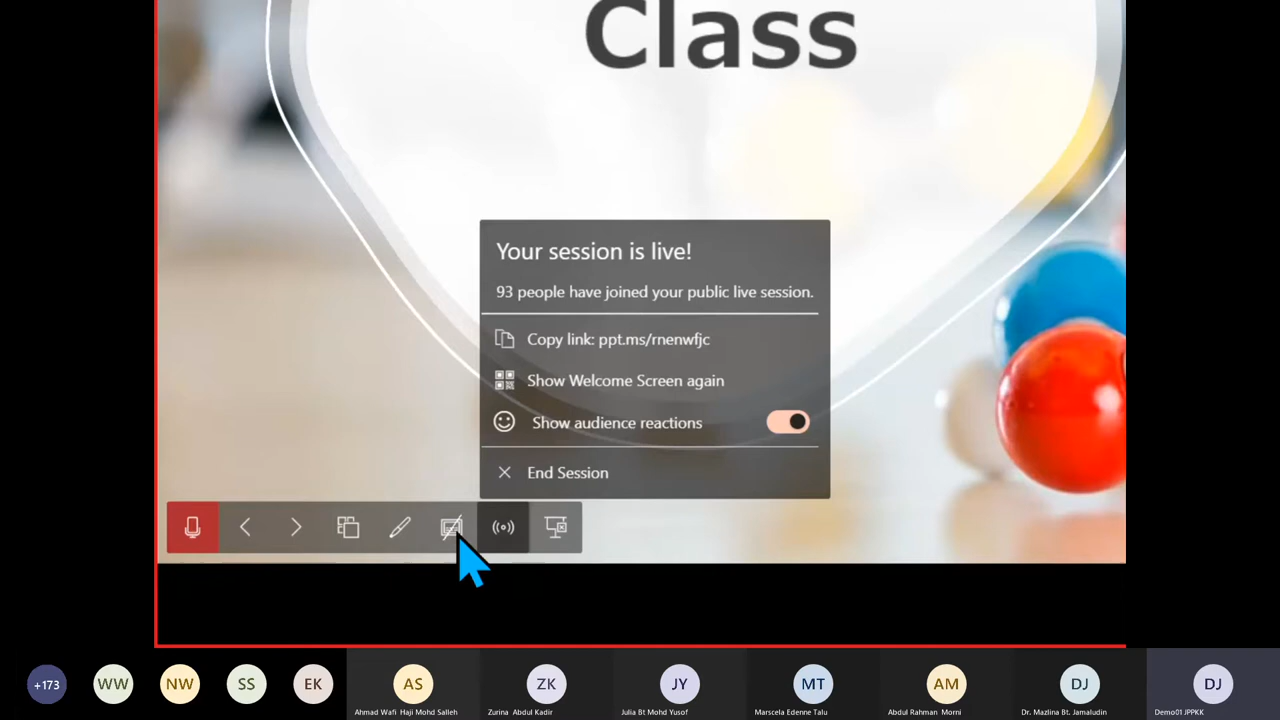 Class
Your session is live!
93 people have joined your public live session.
Copy link: ppt.ms/rnenwfjc
Show Welcome Screen again
Show audience reactions
End Session
+173
WW
NW
SS
EK
AS
ZK
JY
MT
AM
DJ
DJ
Ahmad Wafi Haji Mohd Salleh
Zurina Abdul Kadir
Julia Bt Mohd Yusof
Marscela Edenne Talu
Abdul Rahman Morni
Dr. Mazlina Bt. Jamaludin
Demo01 JPPKK